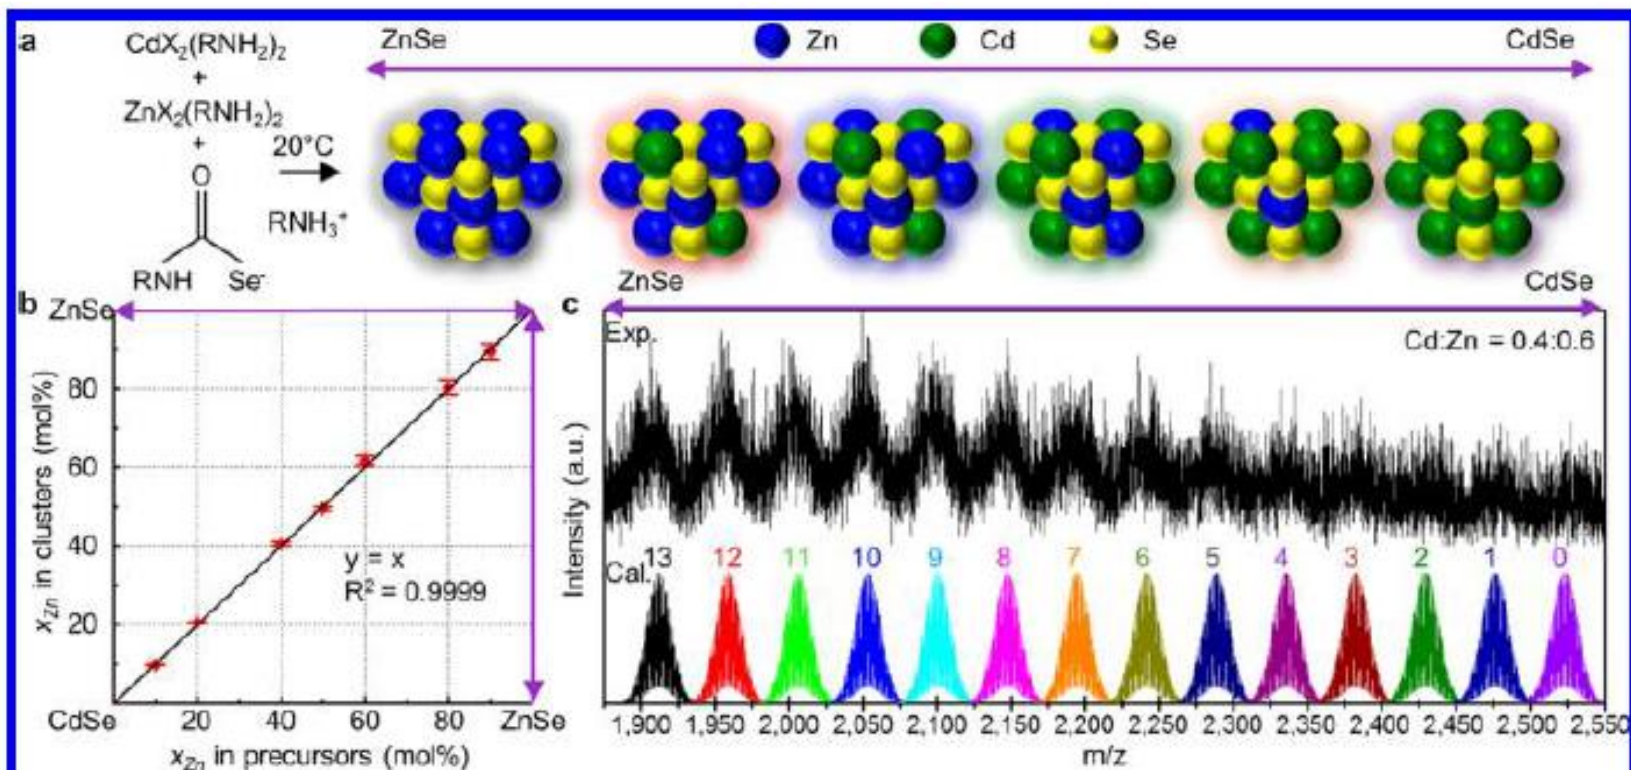 a
CdX₂(RNH₂)₂
+
ZnX₂(RNH₂)₂
+
O
RNH
Se⁻
20°C
RNH₃⁺
ZnSe
Zn
Cd
Se
CdSe
b
ZnSe
x_Zn in clusters (mol%)
80
60
40
20
y = x
R² = 0.9999
CdSe
20
40
60
80
ZnSe
x_Zn in precursors (mol%)
c
ZnSe
CdSe
Exp.
Cd:Zn = 0.4:0.6
Intensity (a.u.)
Cal.
13 12 11 10 9 8 7 6 5 4 3 2 1 0
1,900 1,950 2,000 2,050 2,100 2,150 2,200 2,250 2,300 2,350 2,400 2,450 2,500 2,550
m/z